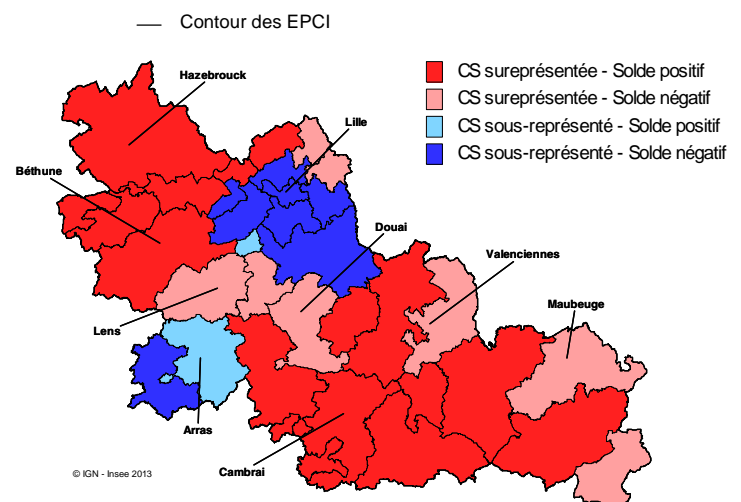 Contour des EPCI
CS sureprésentée - Solde positif
CS sureprésentée - Solde négatif
CS sous-représenté - Solde positif
CS sous-représenté - Solde négatif
Hazebrouck
Lille
Béthune
Douai
Valenciennes
Maubeuge
Lens
Arras
Cambrai
© IGN - Insee 2013